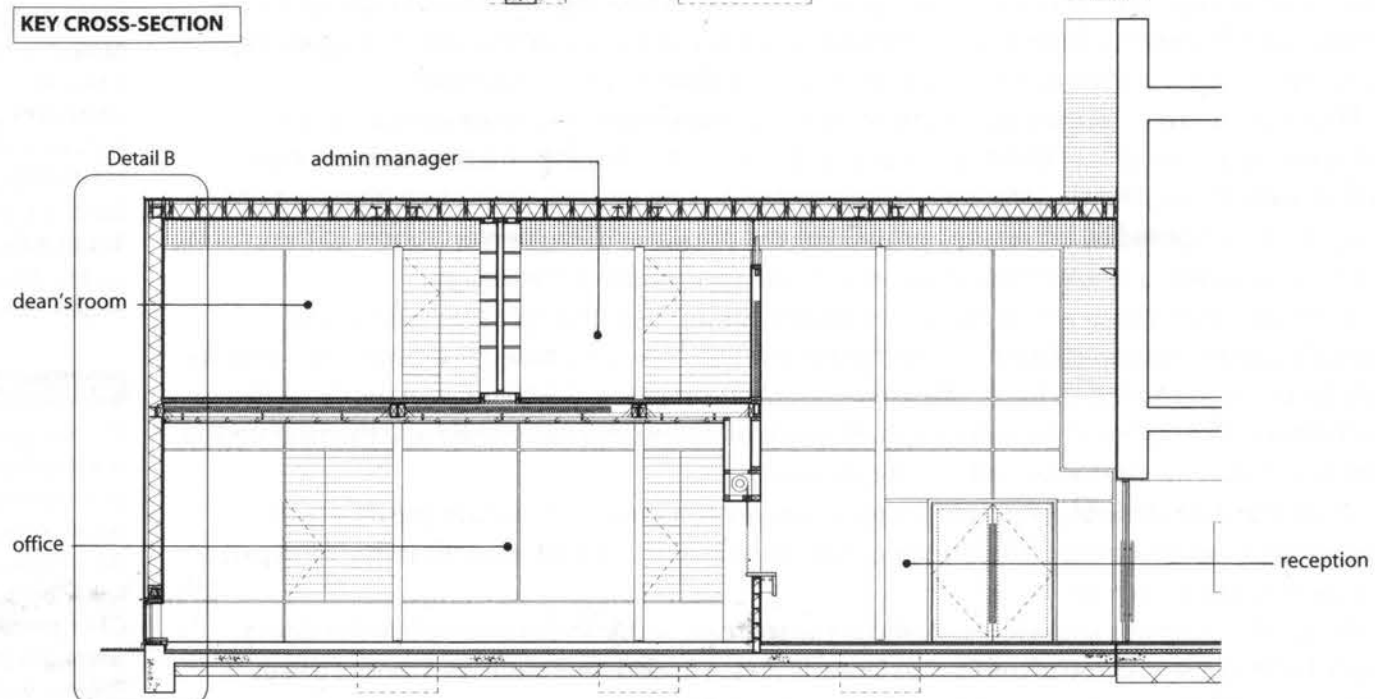 KEY CROSS-SECTION
Detail B
admin manager
dean's room
office
reception